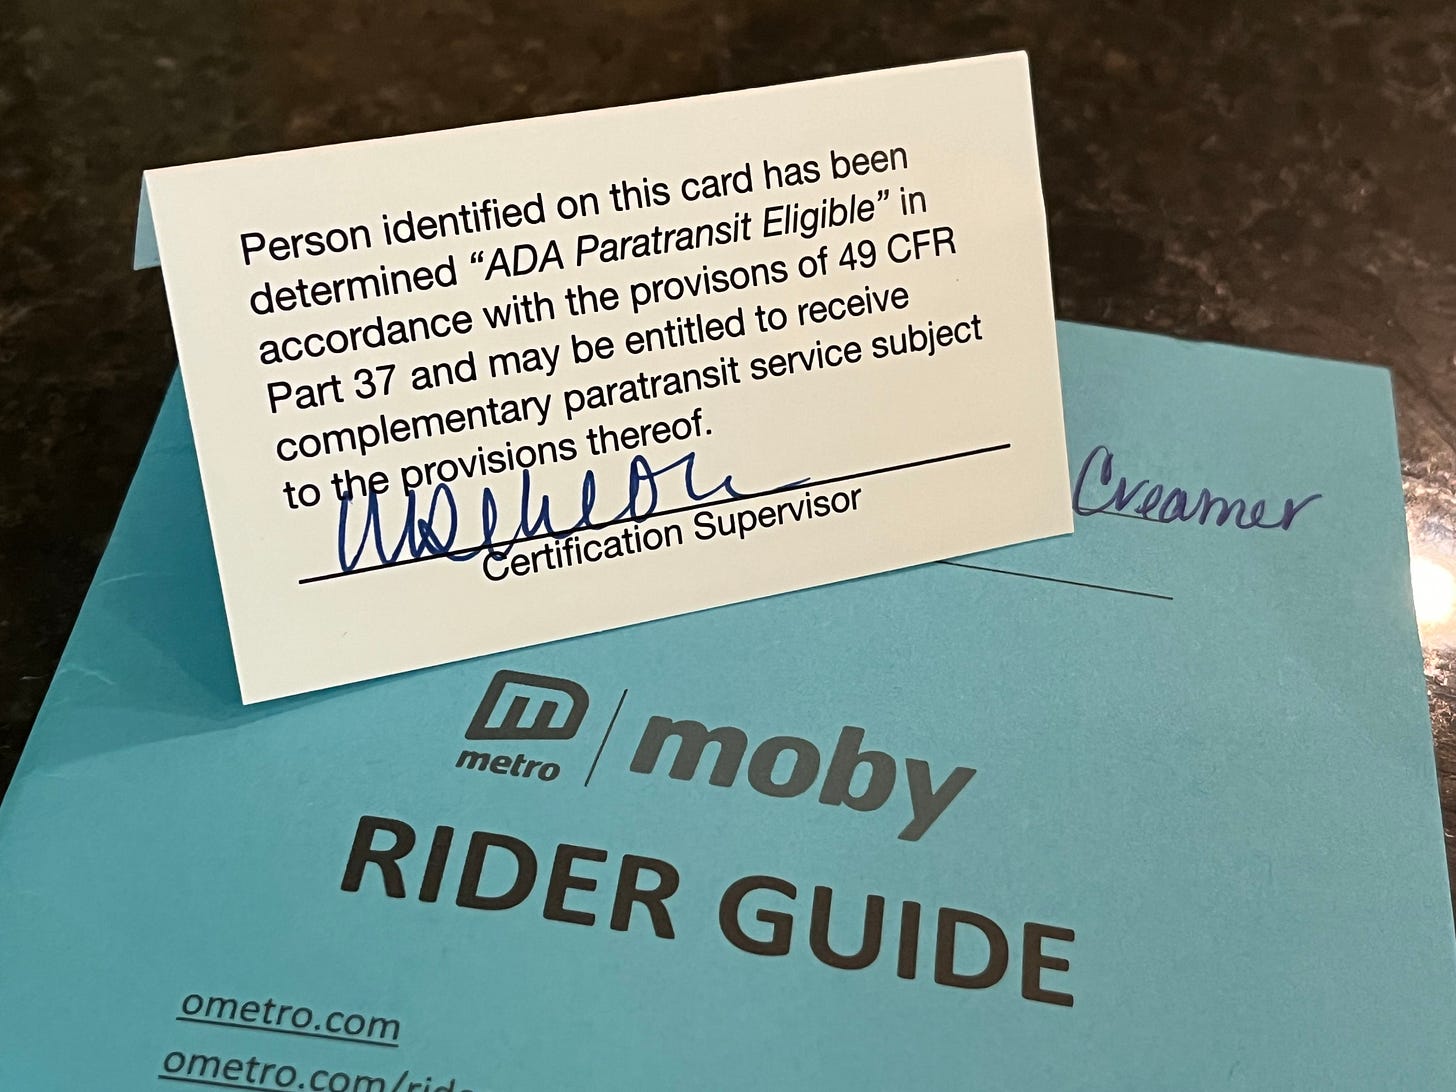 Person identified on this card has been
determined “ADA Paratransit Eligible” in
accordance with the provisons of 49 CFR
Part 37 and may be entitled to receive
complementary paratransit service subject
to the provisions thereof.
Certification Supervisor
Creamer
metro
moby
RIDER GUIDE
ometro.com